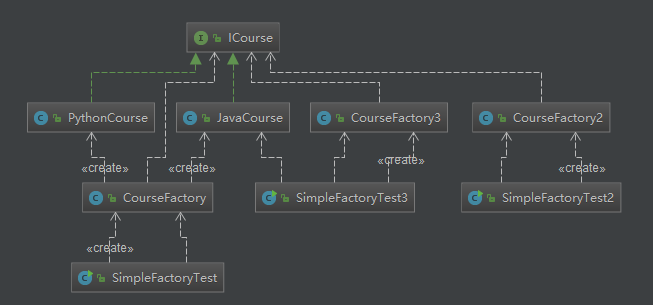 I ICourse
C PythonCourse
C JavaCourse
C CourseFactory3
C CourseFactory2
«create»
«create»
«create»
«create»
C CourseFactory
C SimpleFactoryTest3
C SimpleFactoryTest2
«create»
C SimpleFactoryTest